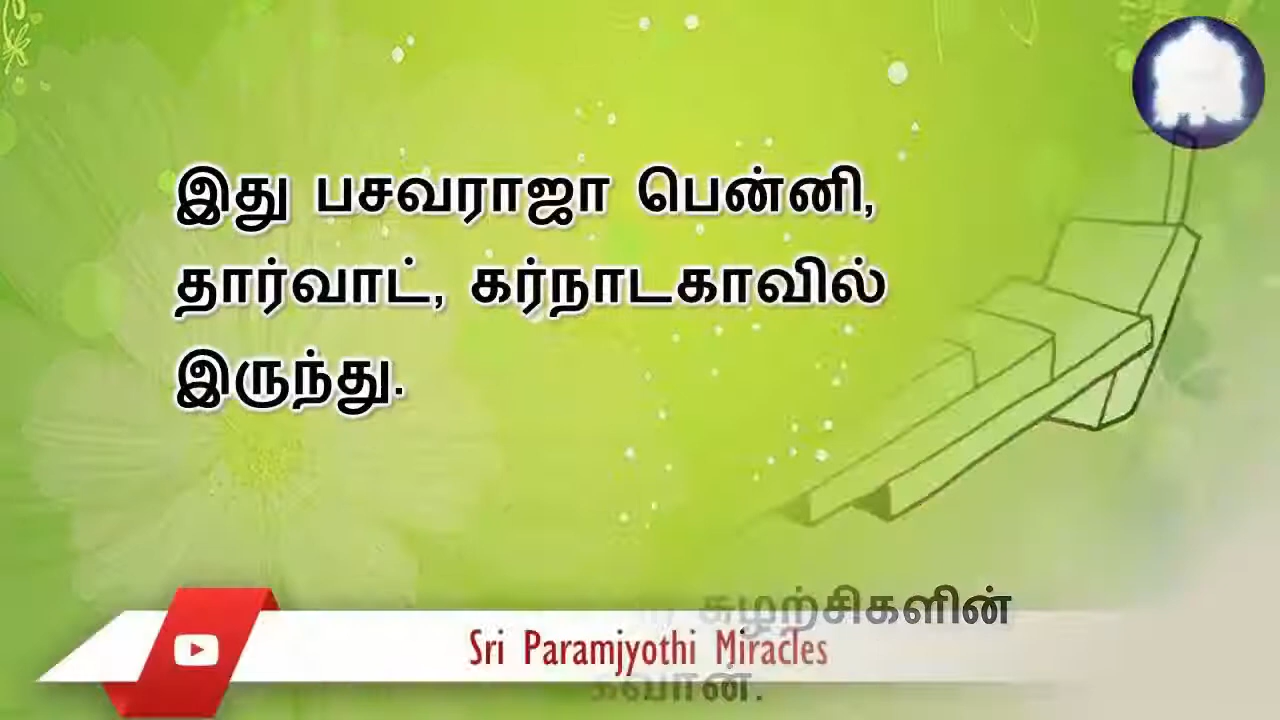 இது பசவராஜா பென்னி,
தார்வாட், கர்நாடகாவில்
இருந்து.
சுழற்சிகளின்
Sri Paramjyothi Miracles